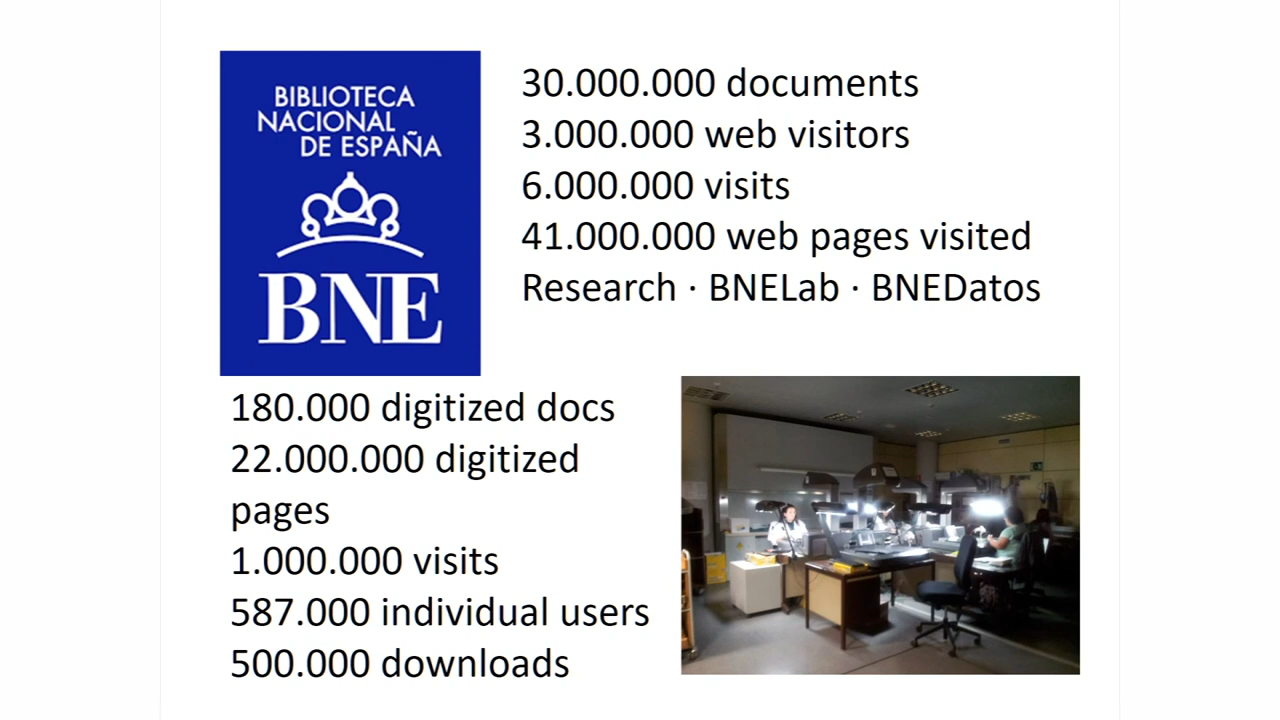 BIBLIOTECA
NACIONAL
DE ESPAÑA
BNE
30.000.000 documents
3.000.000 web visitors
6.000.000 visits
41.000.000 web pages visited
Research · BNELab · BNEDatos
180.000 digitized docs
22.000.000 digitized
pages
1.000.000 visits
587.000 individual users
500.000 downloads